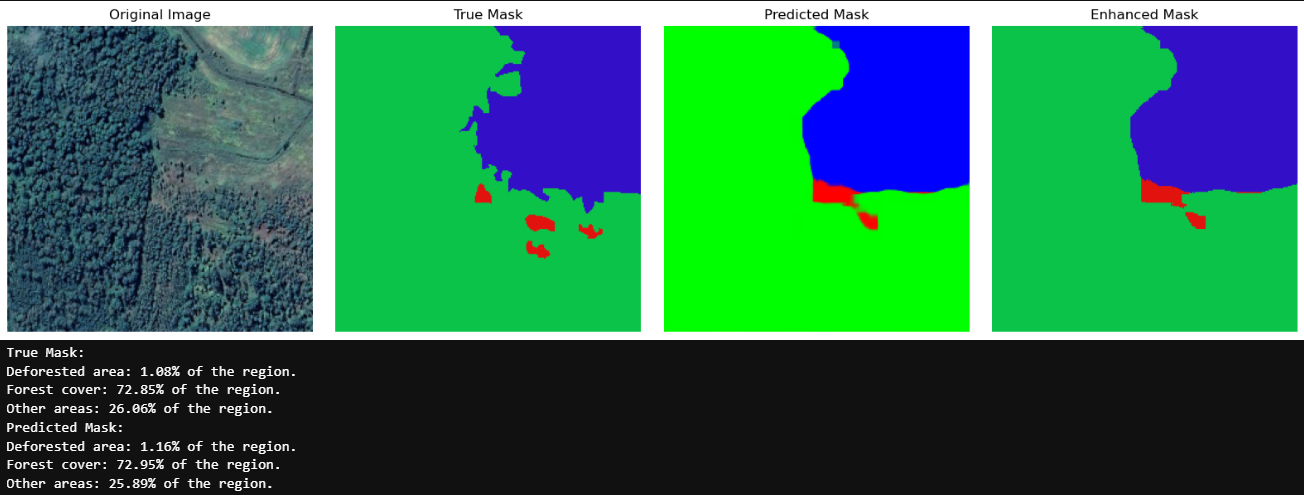 Original Image
True Mask
Predicted Mask
Enhanced Mask
True Mask:
Deforested area: 1.08% of the region.
Forest cover: 72.85% of the region.
Other areas: 26.06% of the region.
Predicted Mask:
Deforested area: 1.16% of the region.
Forest cover: 72.95% of the region.
Other areas: 25.89% of the region.